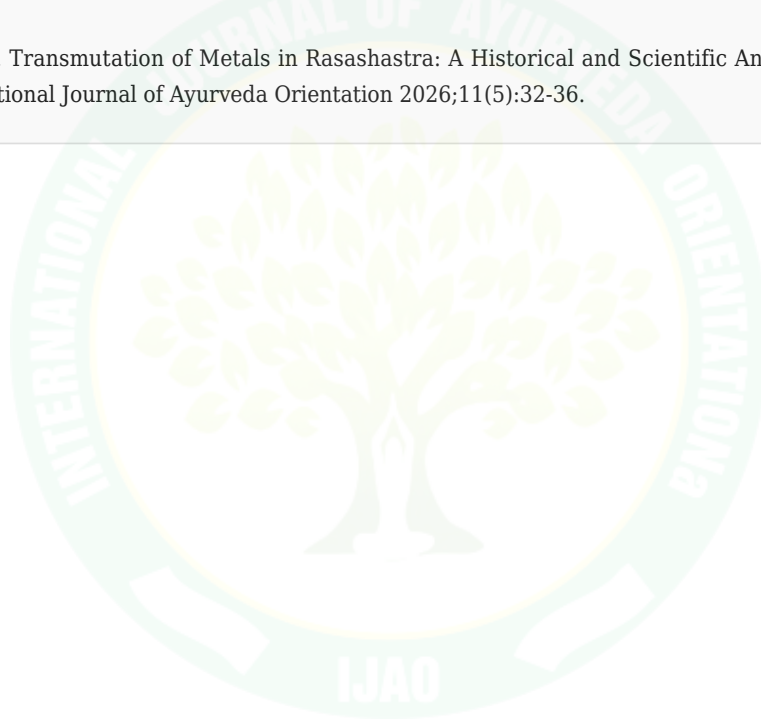 . Transmutation of Metals in Rasashastra: A Historical and Scientific An
tional Journal of Ayurveda Orientation 2026;11(5):32-36.
INTERNATIONAL JOURNAL OF AYURVEDA ORIENTATIONa
IJAO